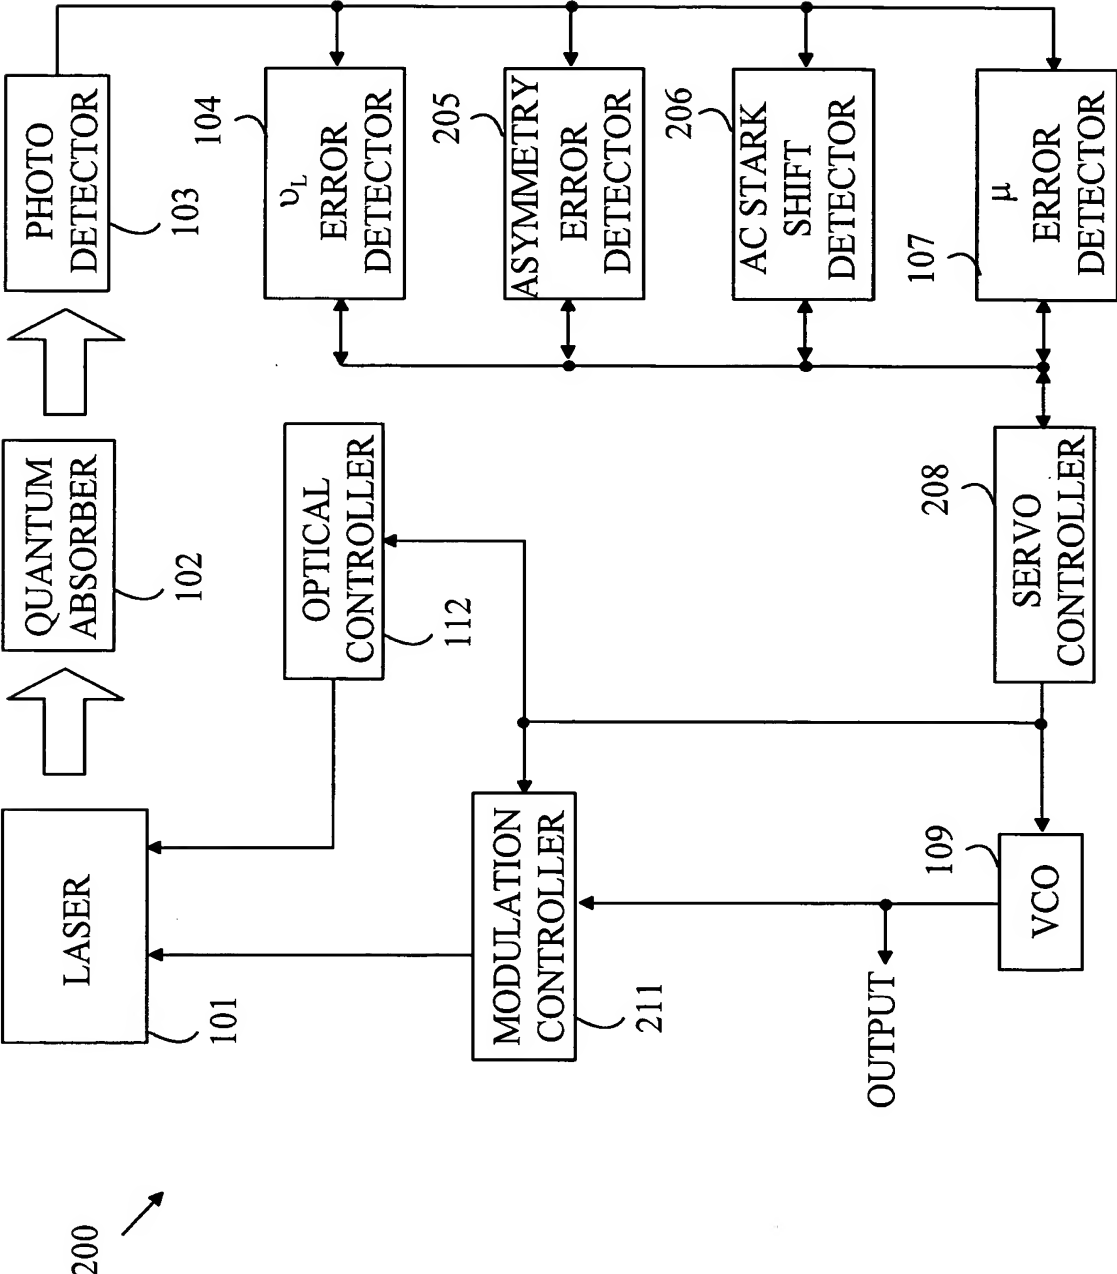 200
LASER
101
QUANTUM
ABSORBER
102
PHOTO
DETECTOR
103
OPTICAL
CONTROLLER
112
υL
ERROR
DETECTOR
104
MODULATION
CONTROLLER
211
ASYMMETRY
ERROR
DETECTOR
205
AC STARK
SHIFT
DETECTOR
206
OUTPUT
VCO
109
SERVO
CONTROLLER
208
μ
ERROR
DETECTOR
107